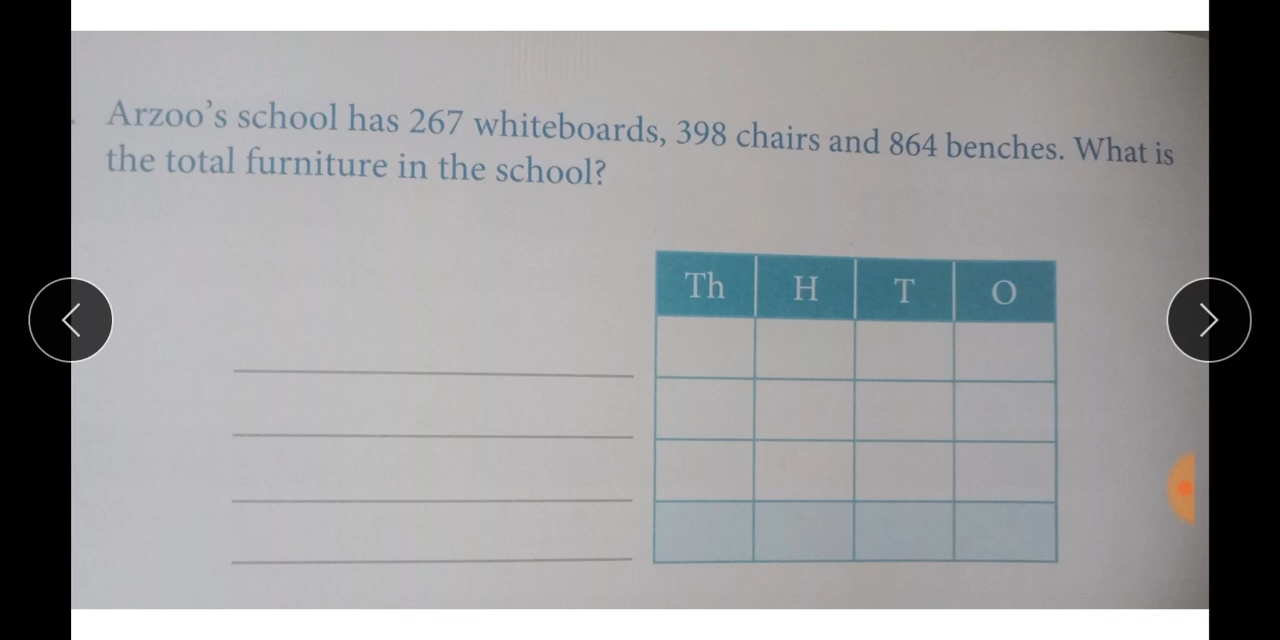 Arzoo's school has 267 whiteboards, 398 chairs and 864 benches. What is
the total furniture in the school?
Th H T O